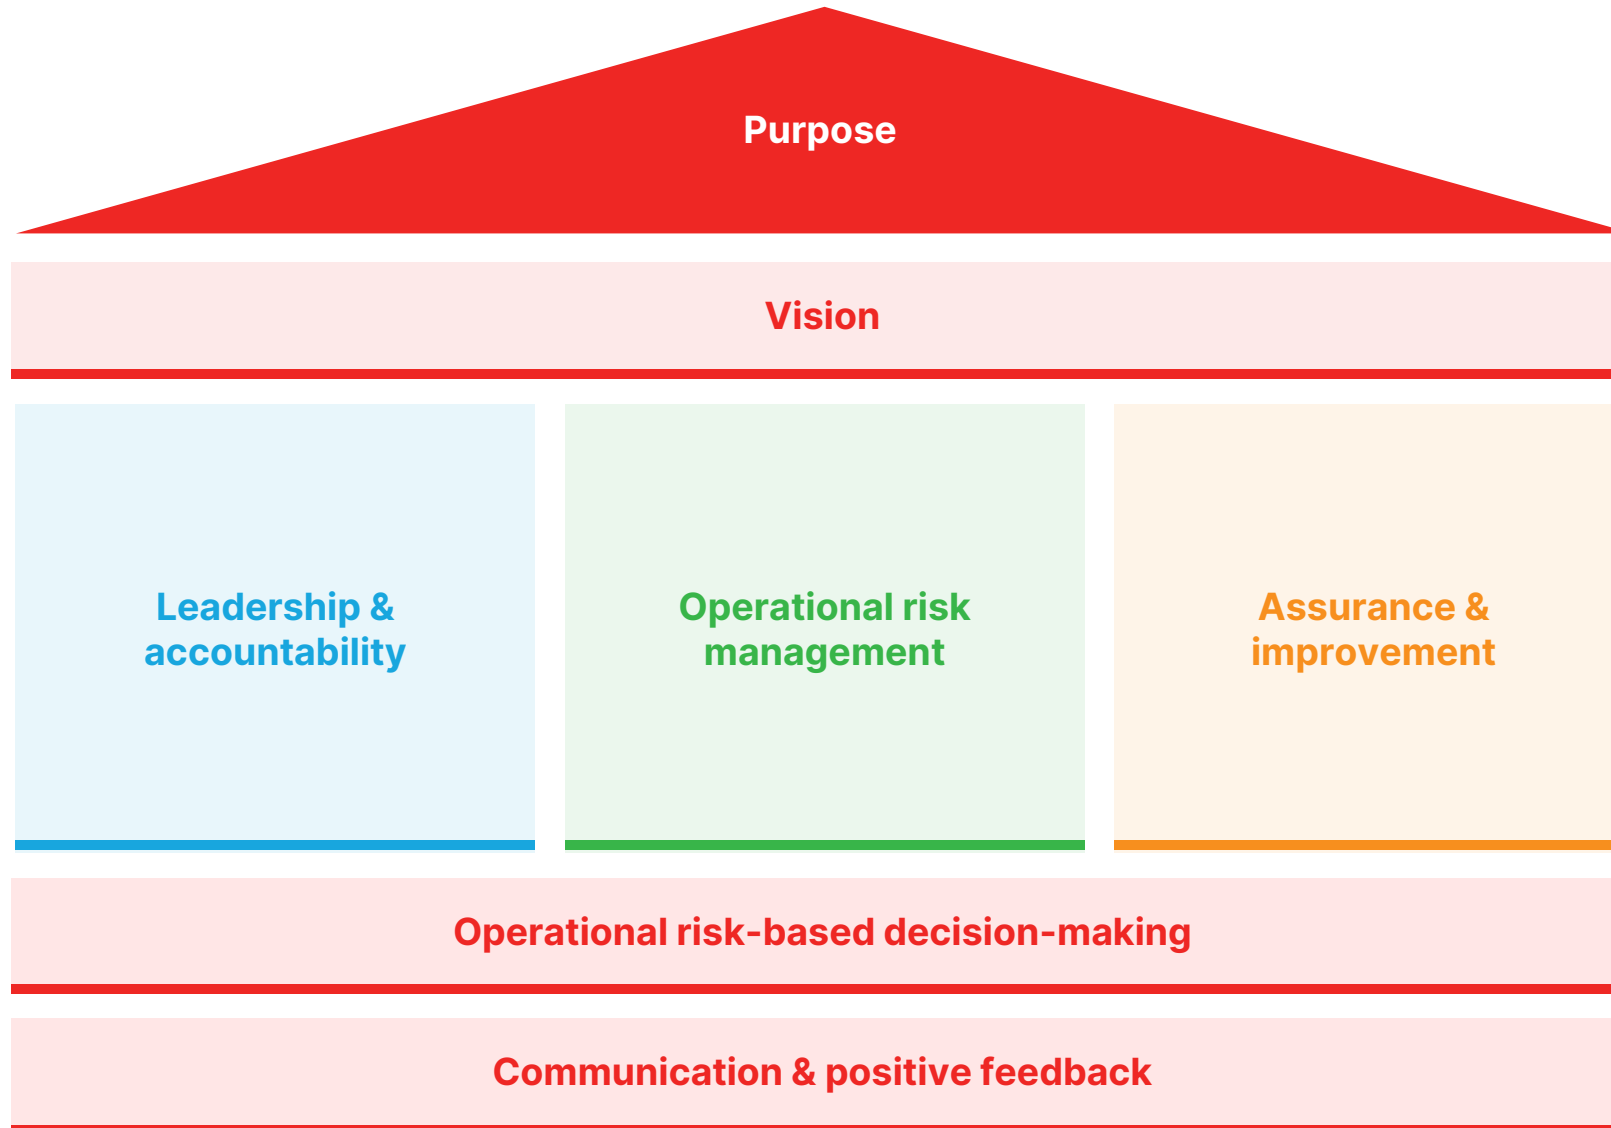 Purpose
Vision
Leadership &
accountability
Operational risk
management
Assurance &
improvement
Operational risk-based decision-making
Communication & positive feedback